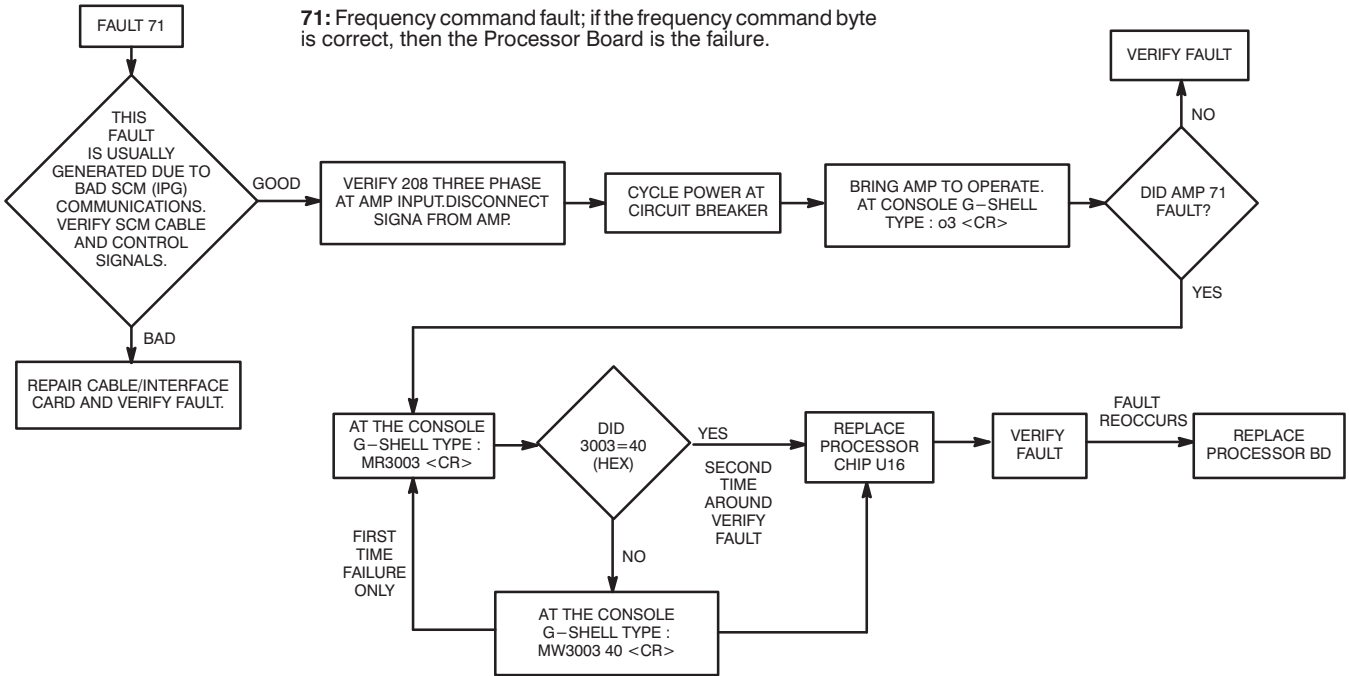 FAULT 71
71: Frequency command fault; if the frequency command byte
is correct, then the Processor Board is the failure.
VERIFY FAULT
NO
THIS
FAULT
IS USUALLY
GENERATED DUE TO
BAD SCM (IPG)
COMMUNICATIONS.
VERIFY SCM CABLE
AND CONTROL
SIGNALS.
GOOD
VERIFY 208 THREE PHASE
AT AMP INPUT.DISCONNECT
SIGNA FROM AMP.
CYCLE POWER AT
CIRCUIT BREAKER
BRING AMP TO OPERATE.
AT CONSOLE G–SHELL
TYPE : o3 <CR>
DID AMP 71
FAULT?
YES
BAD
REPAIR CABLE/INTERFACE
CARD AND VERIFY FAULT.
AT THE CONSOLE
G–SHELL TYPE :
MR3003 <CR>
DID
3003=40
(HEX)
YES
SECOND
TIME
AROUND
VERIFY
FAULT
REPLACE
PROCESSOR
CHIP U16
VERIFY
FAULT
FAULT
REOCCURS
REPLACE
PROCESSOR BD
FIRST
TIME
FAILURE
ONLY
NO
AT THE CONSOLE
G–SHELL TYPE :
MW3003 40 <CR>